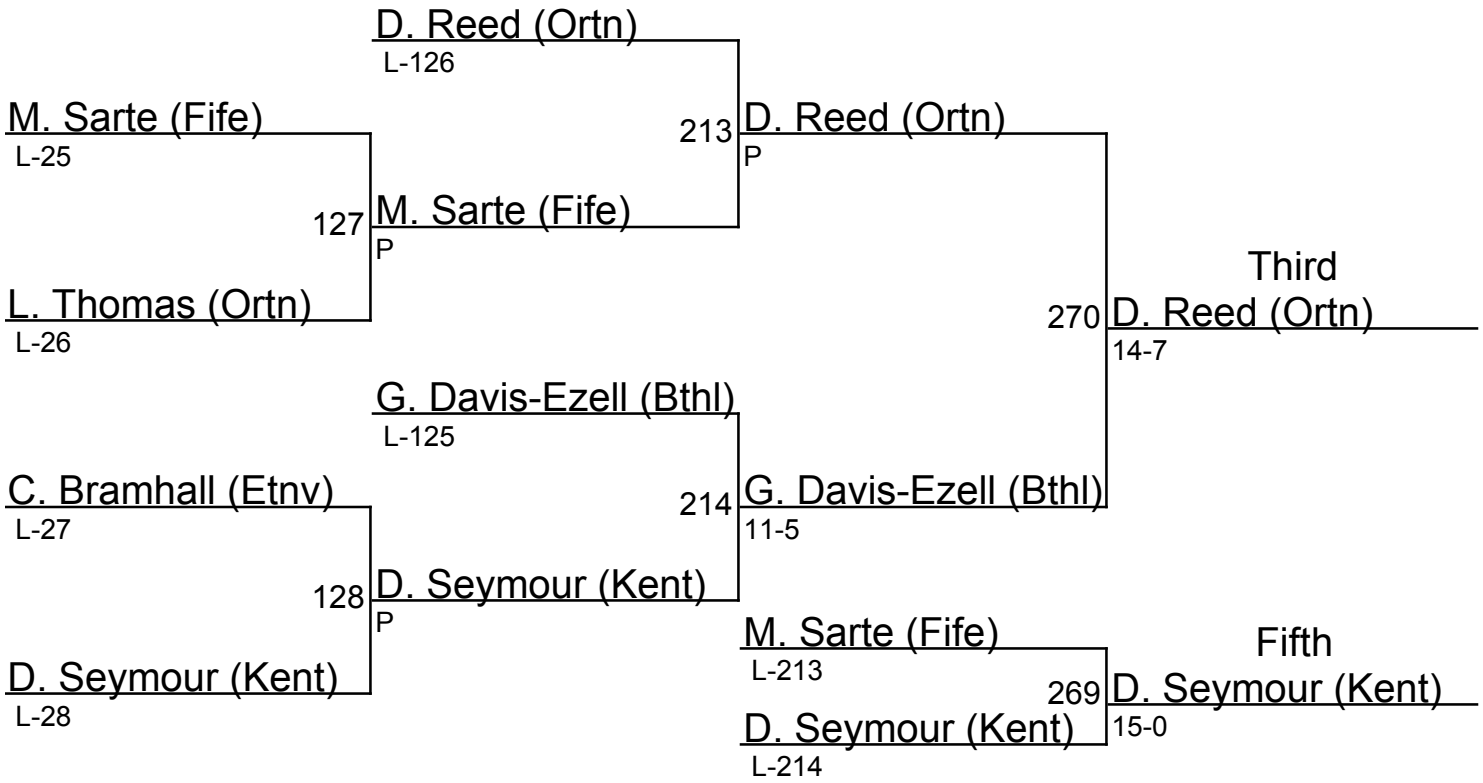 D. Reed (Ortn)
L-126
M. Sarte (Fife)
L-25
213 D. Reed (Ortn)
P
127 M. Sarte (Fife)
P
L. Thomas (Ortn)
L-26
Third
270 D. Reed (Ortn)
14-7
G. Davis-Ezell (Bthl)
L-125
C. Bramhall (Etnv)
L-27
214 G. Davis-Ezell (Bthl)
11-5
128 D. Seymour (Kent)
P
M. Sarte (Fife)
L-213
D. Seymour (Kent)
L-28
Fifth
269 D. Seymour (Kent)
15-0
D. Seymour (Kent)
L-214